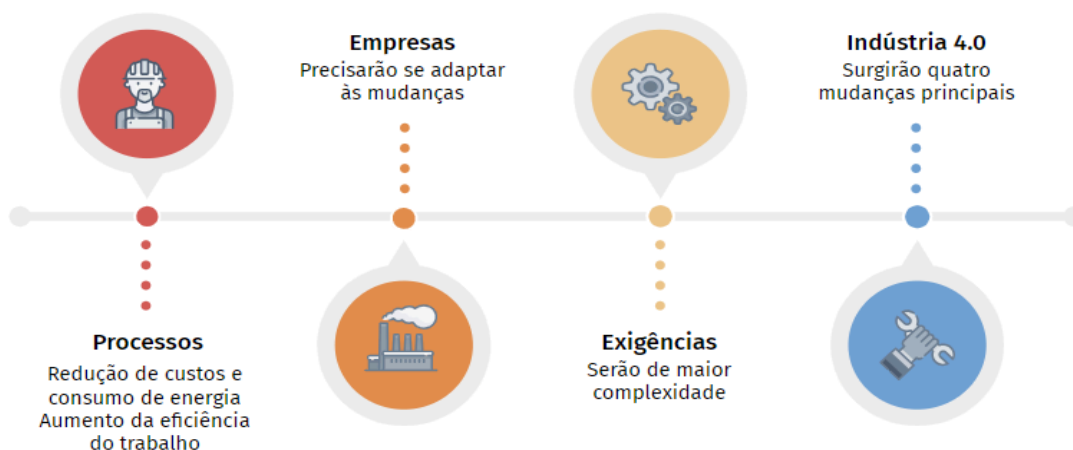 Processos
Redução de custos e
consumo de energia
Aumento da eficiência
do trabalho
Empresas
Precisarão se adaptar
às mudanças
Exigências
Serão de maior
complexidade
Indústria 4.0
Surgirão quatro
mudanças principais